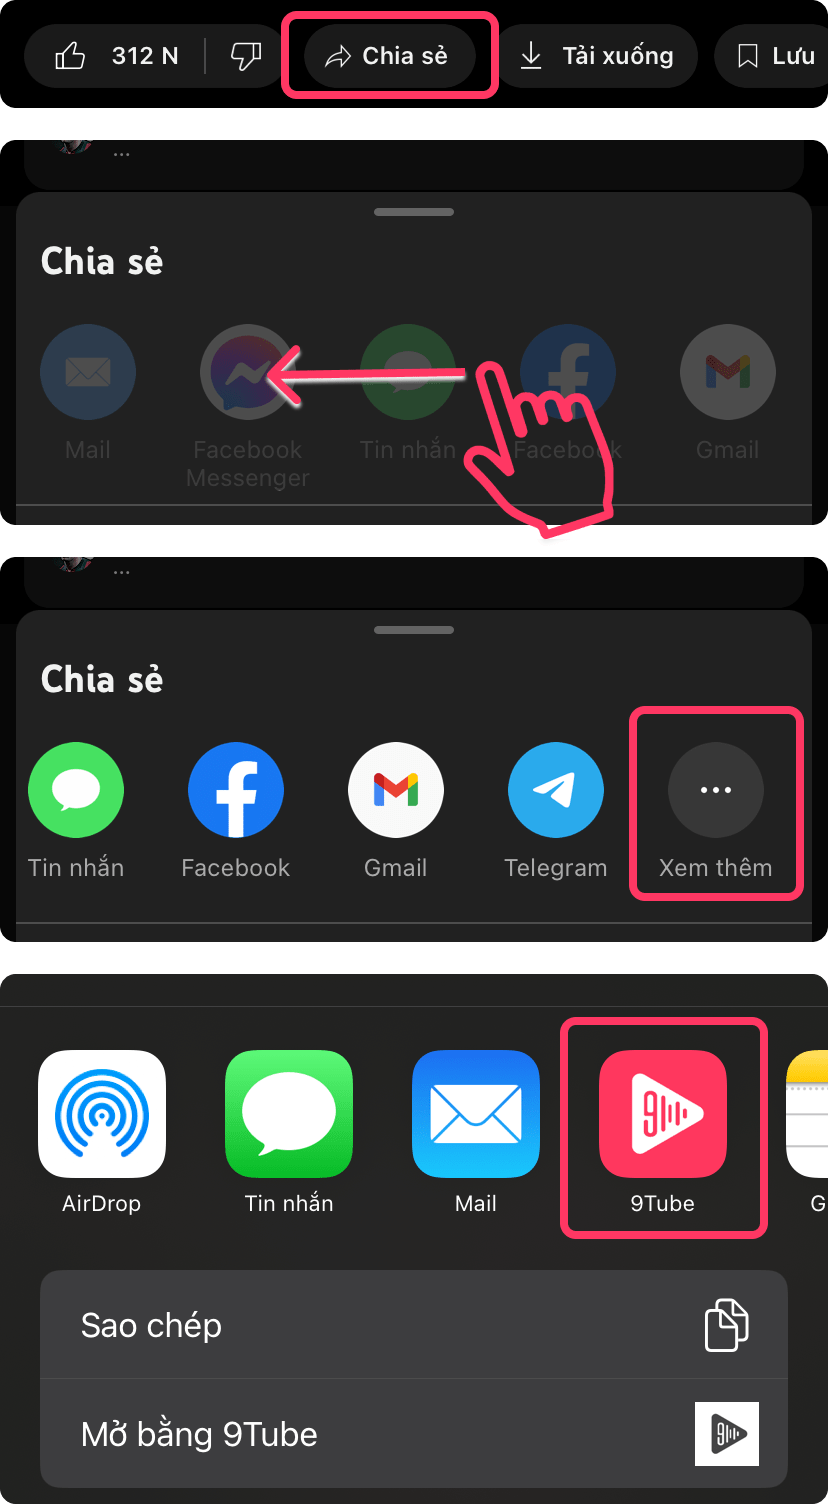 312 N
Chia sẻ
Tải xuống
Lưu
...
Chia sẻ
Mail
Facebook Messenger
Tin nhắn
Facebook
Gmail
...
Chia sẻ
Tin nhắn
Facebook
Gmail
Telegram
Xem thêm
AirDrop
Tin nhắn
Mail
9Tube
G
Sao chép
Mở bằng 9Tube